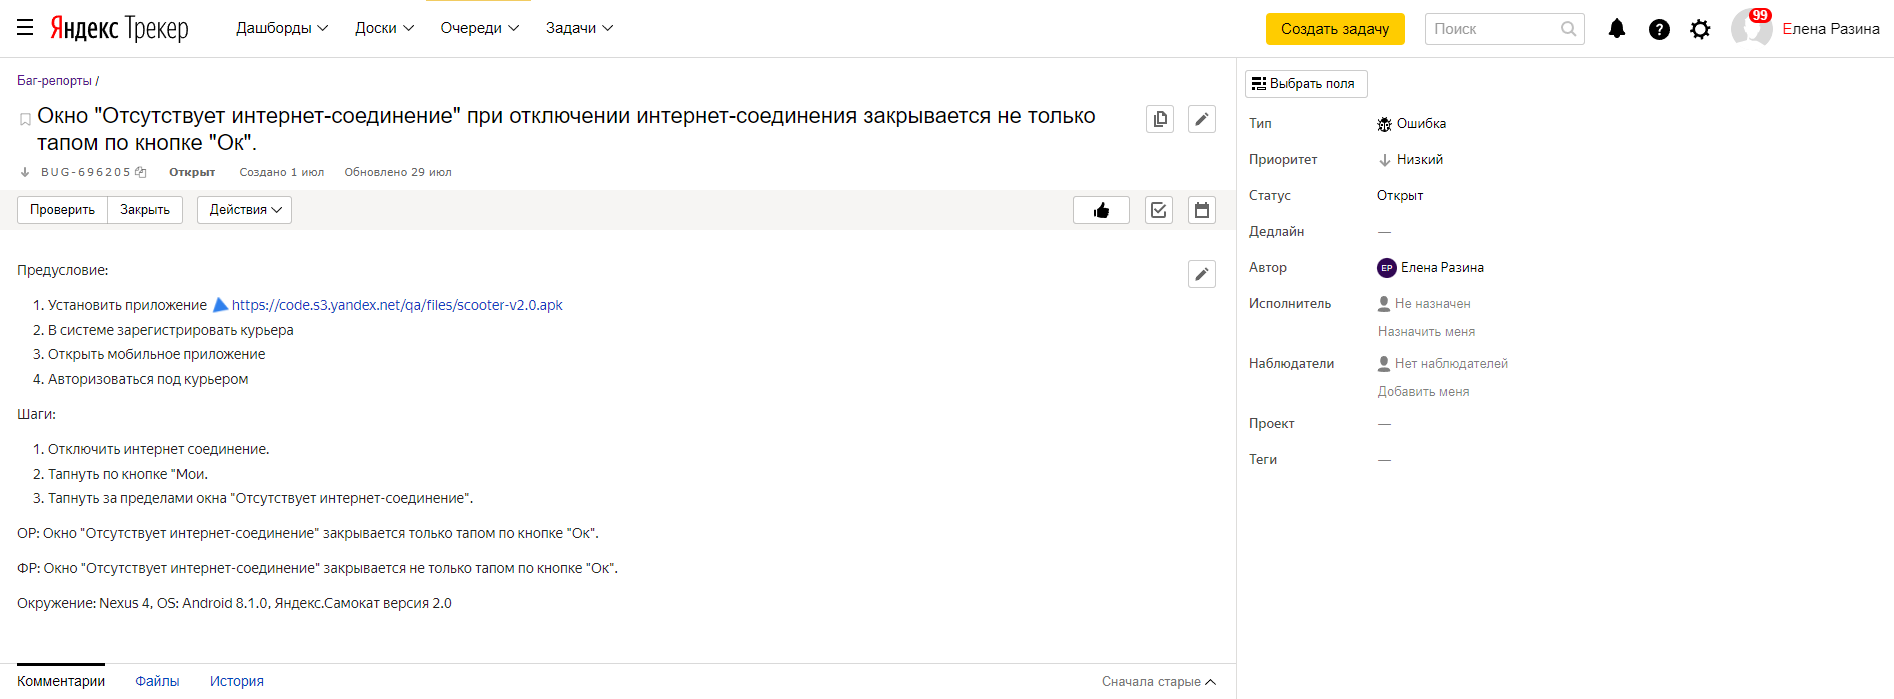 Яндекс Трекер
Дашборды
Доски
Очереди
Задачи
Создать задачу
Поиск
99
Елена Разина
Баг-репорты /
Окно "Отсутствует интернет-соединение" при отключении интернет-соединения закрывается не только
тапом по кнопке "Ок".
BUG-696205
Открыт
Создано 1 июл
Обновлено 29 июл
Проверить
Закрыть
Действия
Предусловие:
1. Установить приложение https://code.s3.yandex.net/qa/files/scooter-v2.0.apk
2. В системе зарегистрировать курьера
3. Открыть мобильное приложение
4. Авторизоваться под курьером
Шаги:
1. Отключить интернет соединение.
2. Тапнуть по кнопке "Мои.
3. Тапнуть за пределами окна "Отсутствует интернет-соединение".
ОР: Окно "Отсутствует интернет-соединение" закрывается только тапом по кнопке "Ок".
ФР: Окно "Отсутствует интернет-соединение" закрывается не только тапом по кнопке "Ок".
Окружение: Nexus 4, OS: Android 8.1.0, Яндекс.Самокат версия 2.0
Комментарии
Файлы
История
Сначала старые
Выбрать поля
Тип
Ошибка
Приоритет
Низкий
Статус
Открыт
Дедлайн
—
Автор
EP Елена Разина
Исполнитель
Не назначен
Назначить меня
Наблюдатели
Нет наблюдателей
Добавить меня
Проект
—
Теги
—